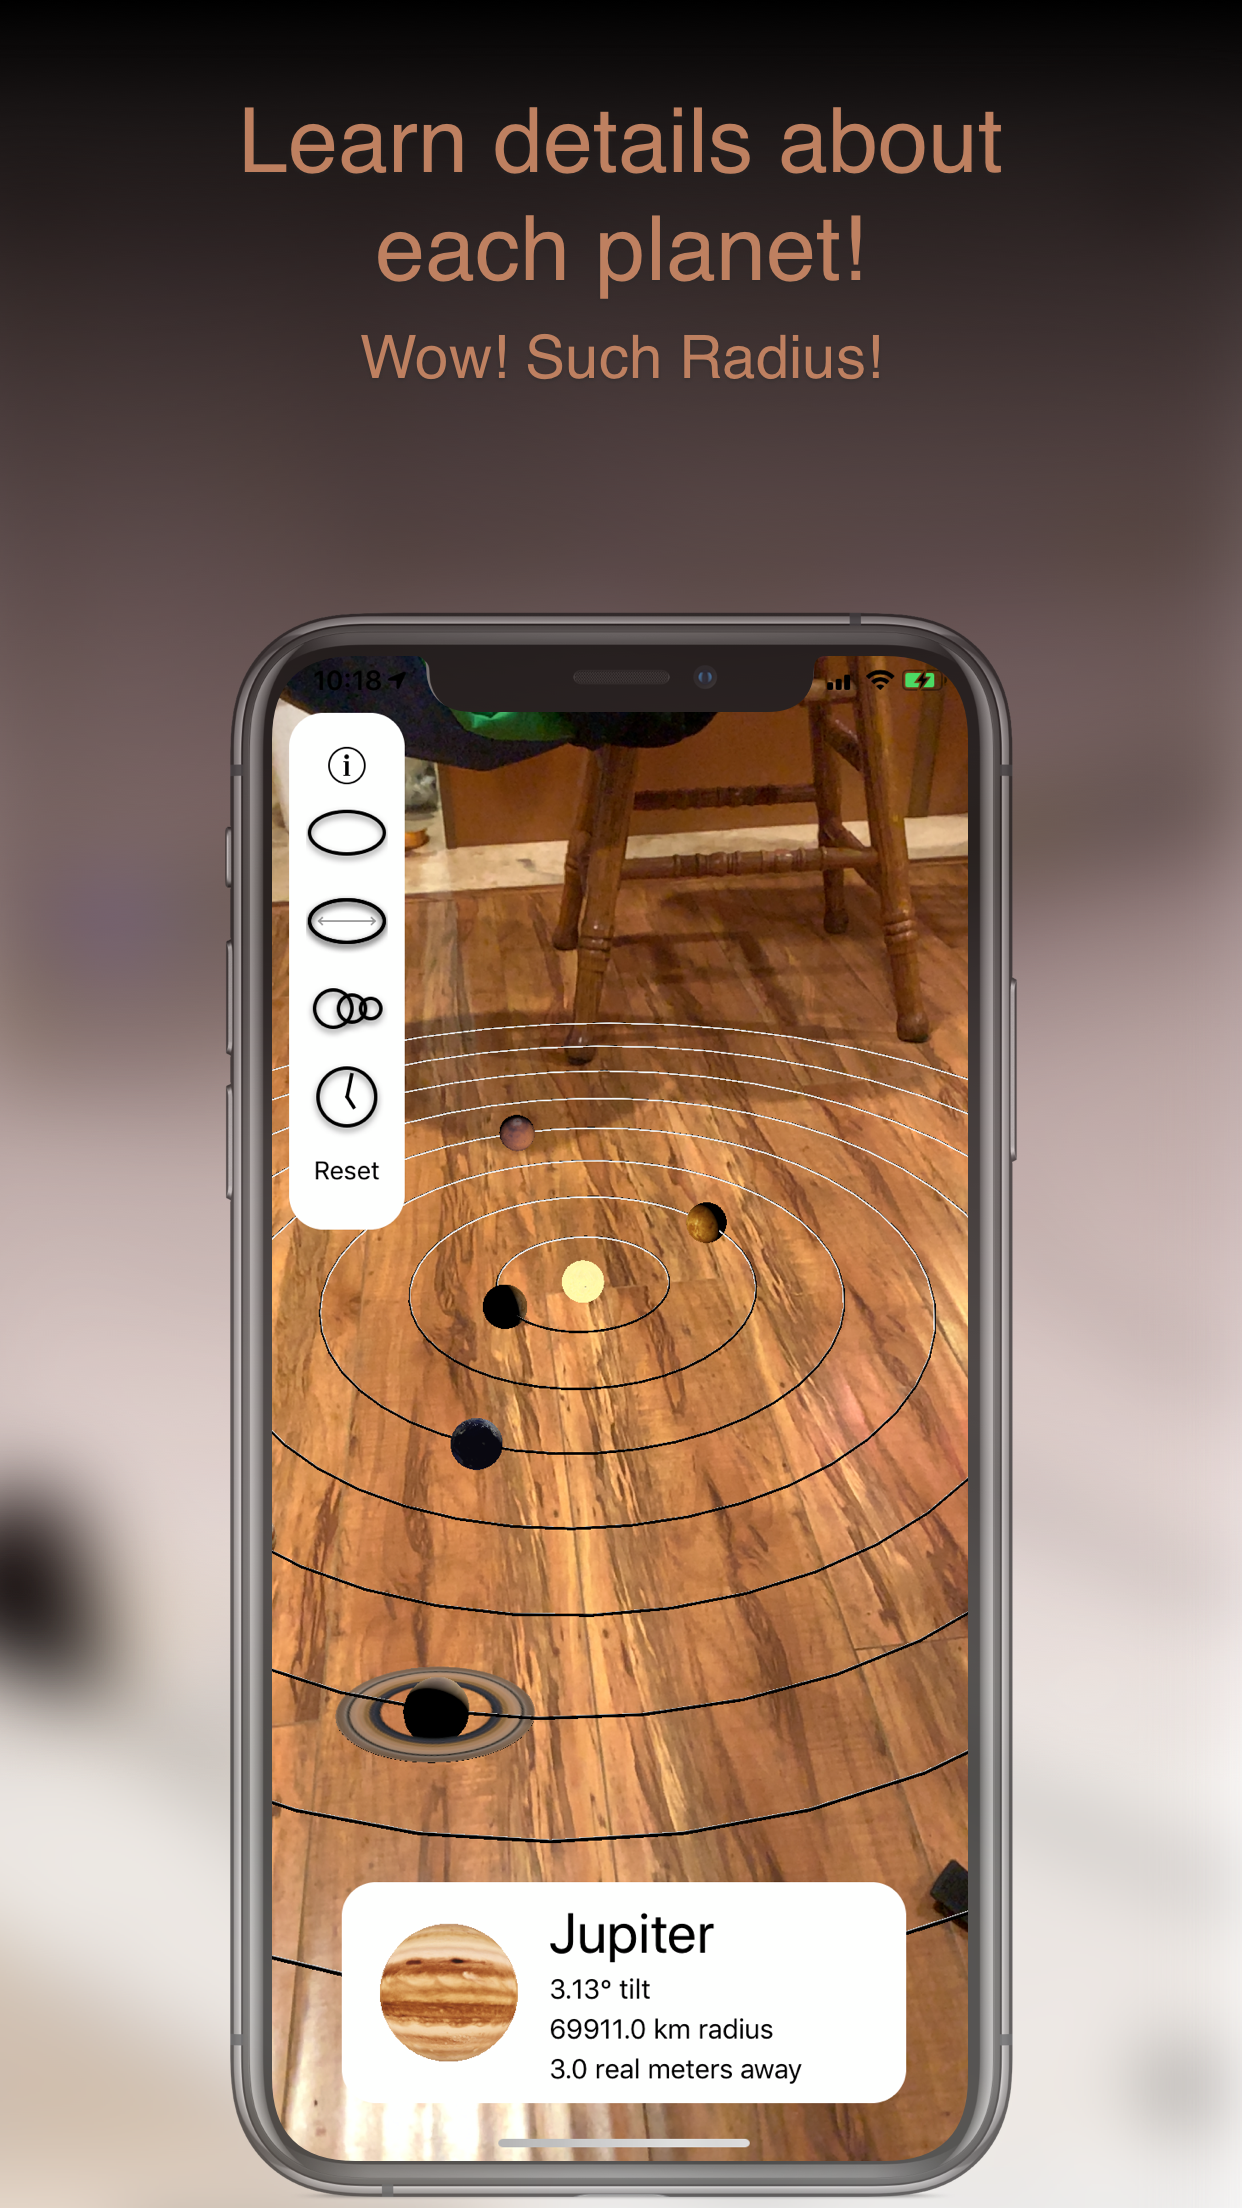 Learn details about
each planet!
Wow! Such Radius!
10:18
i
Reset
Jupiter
3.13° tilt
69911.0 km radius
3.0 real meters away